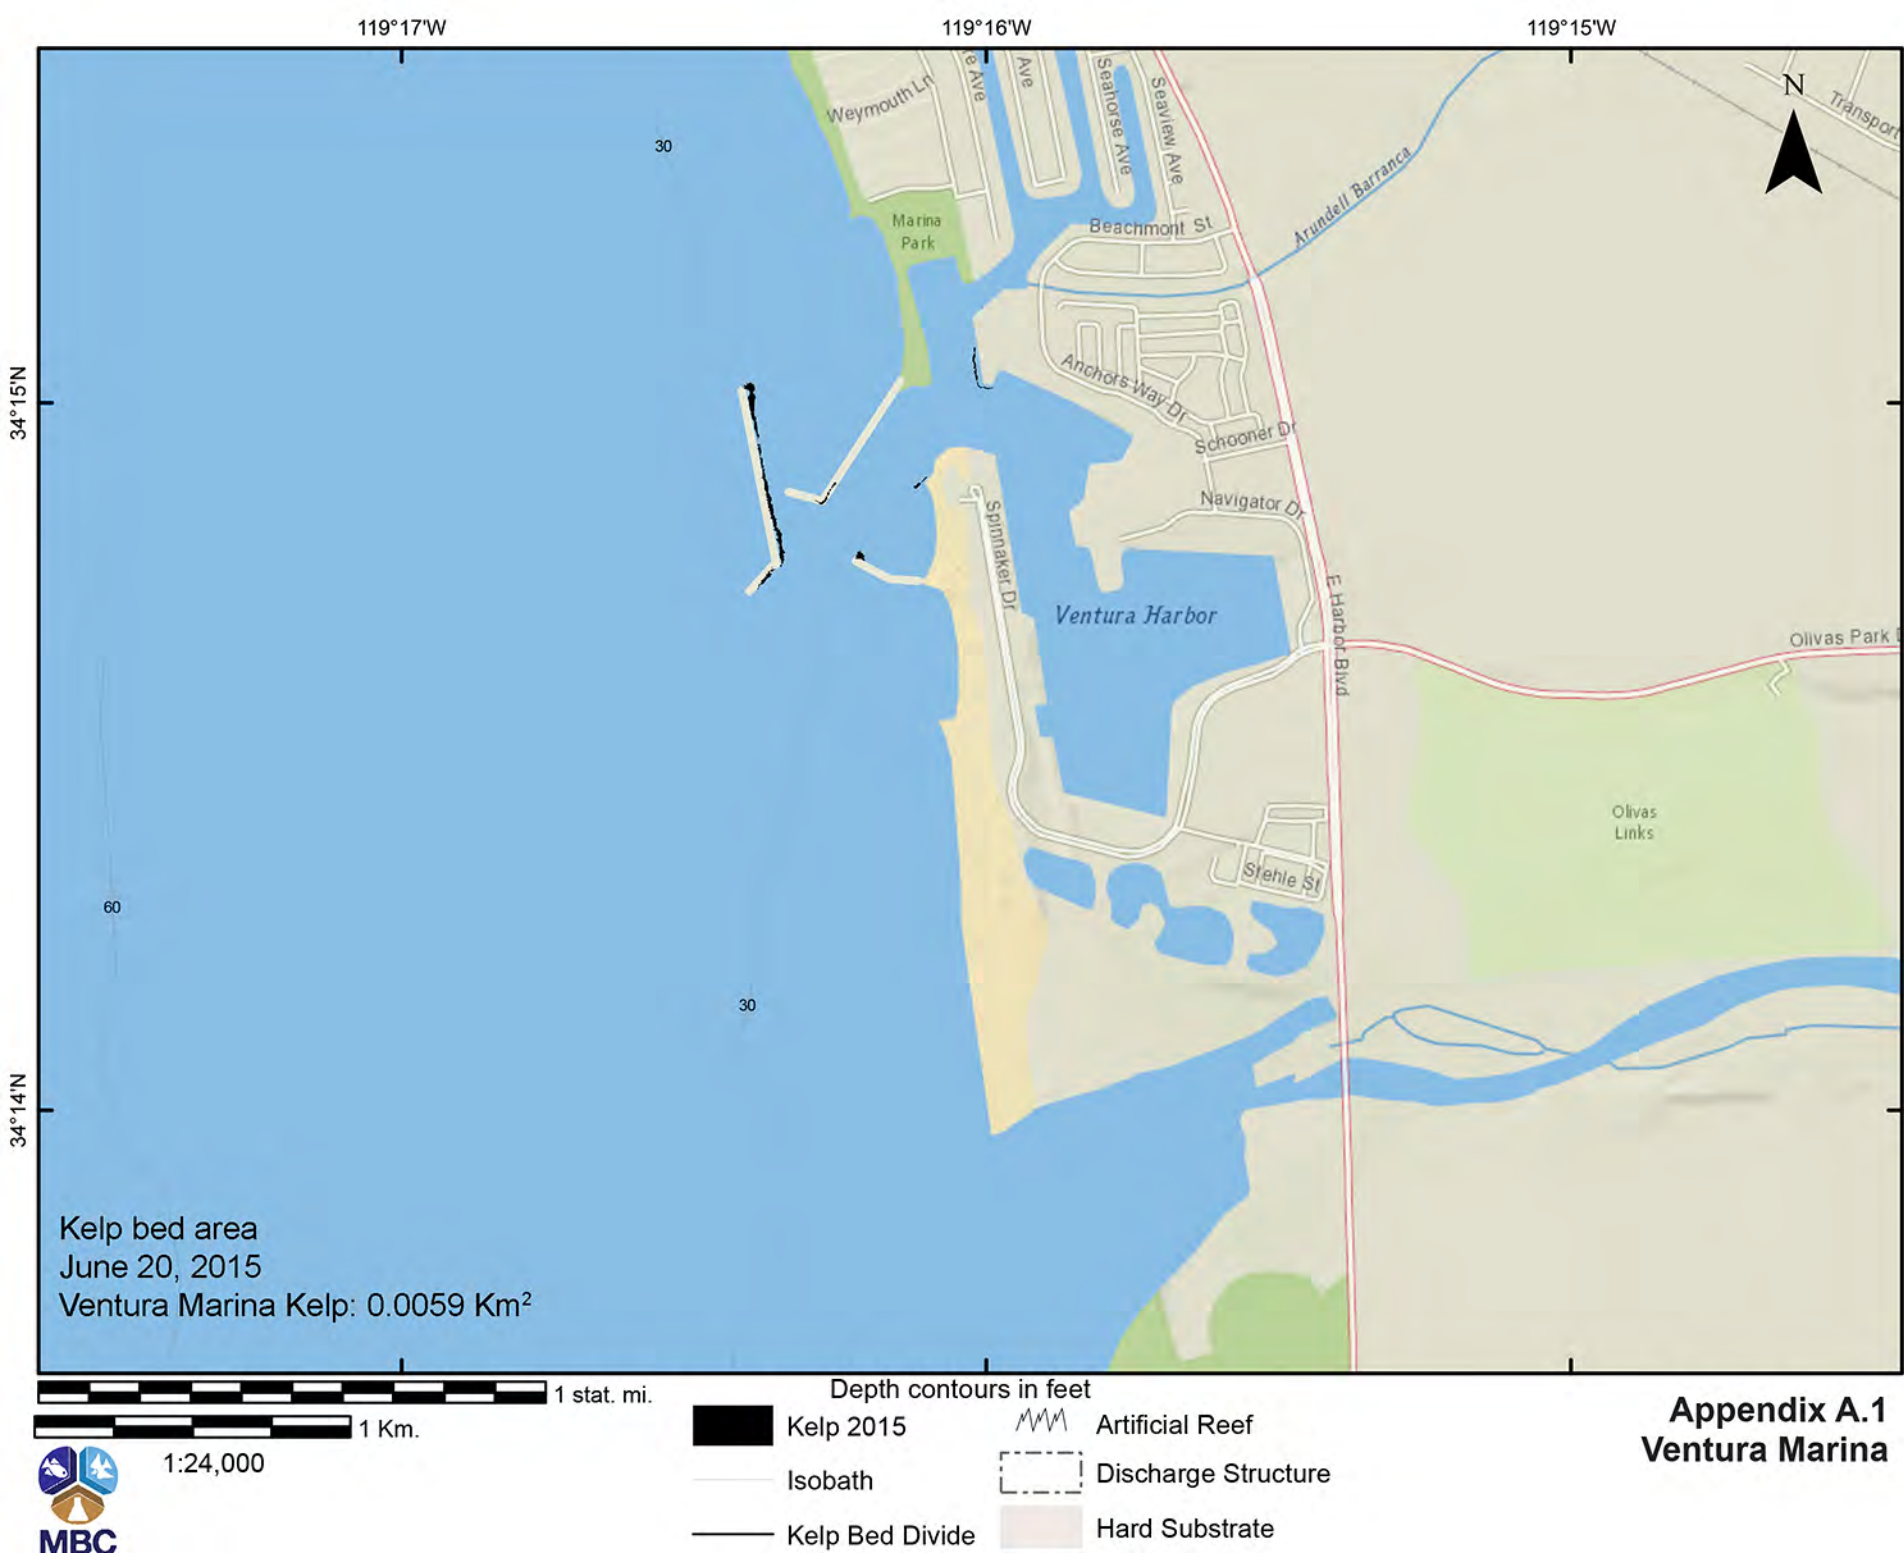 119°17'W
119°16'W
119°15'W
34°15'N
34°14'N
N
Weymouth Ln
re Ave
Ave
Seahorse Ave
Seaview Ave
Transport
Marina
Park
Beachmont St
Arundell Barranca
30
Anchors Way Dr
Schooner Dr
Navigator Dr
Spinnaker Dr
Ventura Harbor
E Harbor Blvd
Olivas Park
Olivas
Links
Stehle St
60
30
Kelp bed area
June 20, 2015
Ventura Marina Kelp: 0.0059 Km²
1 stat. mi.
1 Km.
1:24,000
MBC
Depth contours in feet
Kelp 2015
Isobath
Kelp Bed Divide
Artificial Reef
Discharge Structure
Hard Substrate
Appendix A.1
Ventura Marina